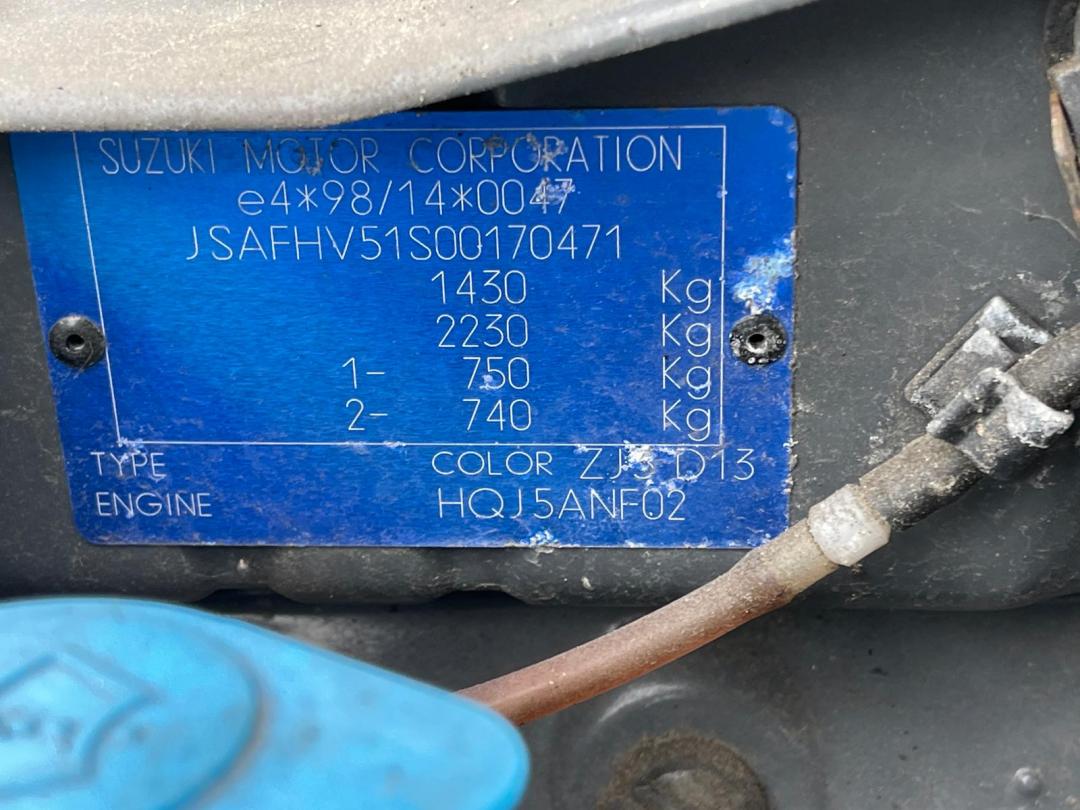 SUZUKI MOTOR CORPORATION
e4*98/14*0047
JSAFHV51S00170471
1430 Kg
2230 Kg
1- 750 Kg
2- 740 Kg
TYPE COLOR ZJ3 D13
ENGINE HQJ5ANF02